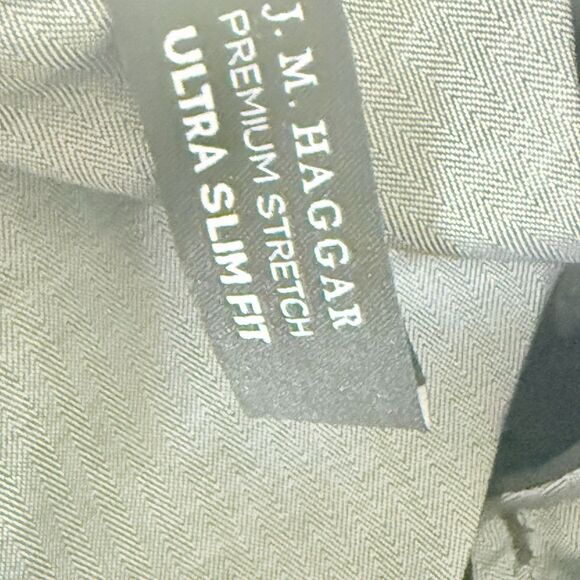 J. M. HAGGAR
PREMIUM STRETCH
ULTRA SLIM FIT